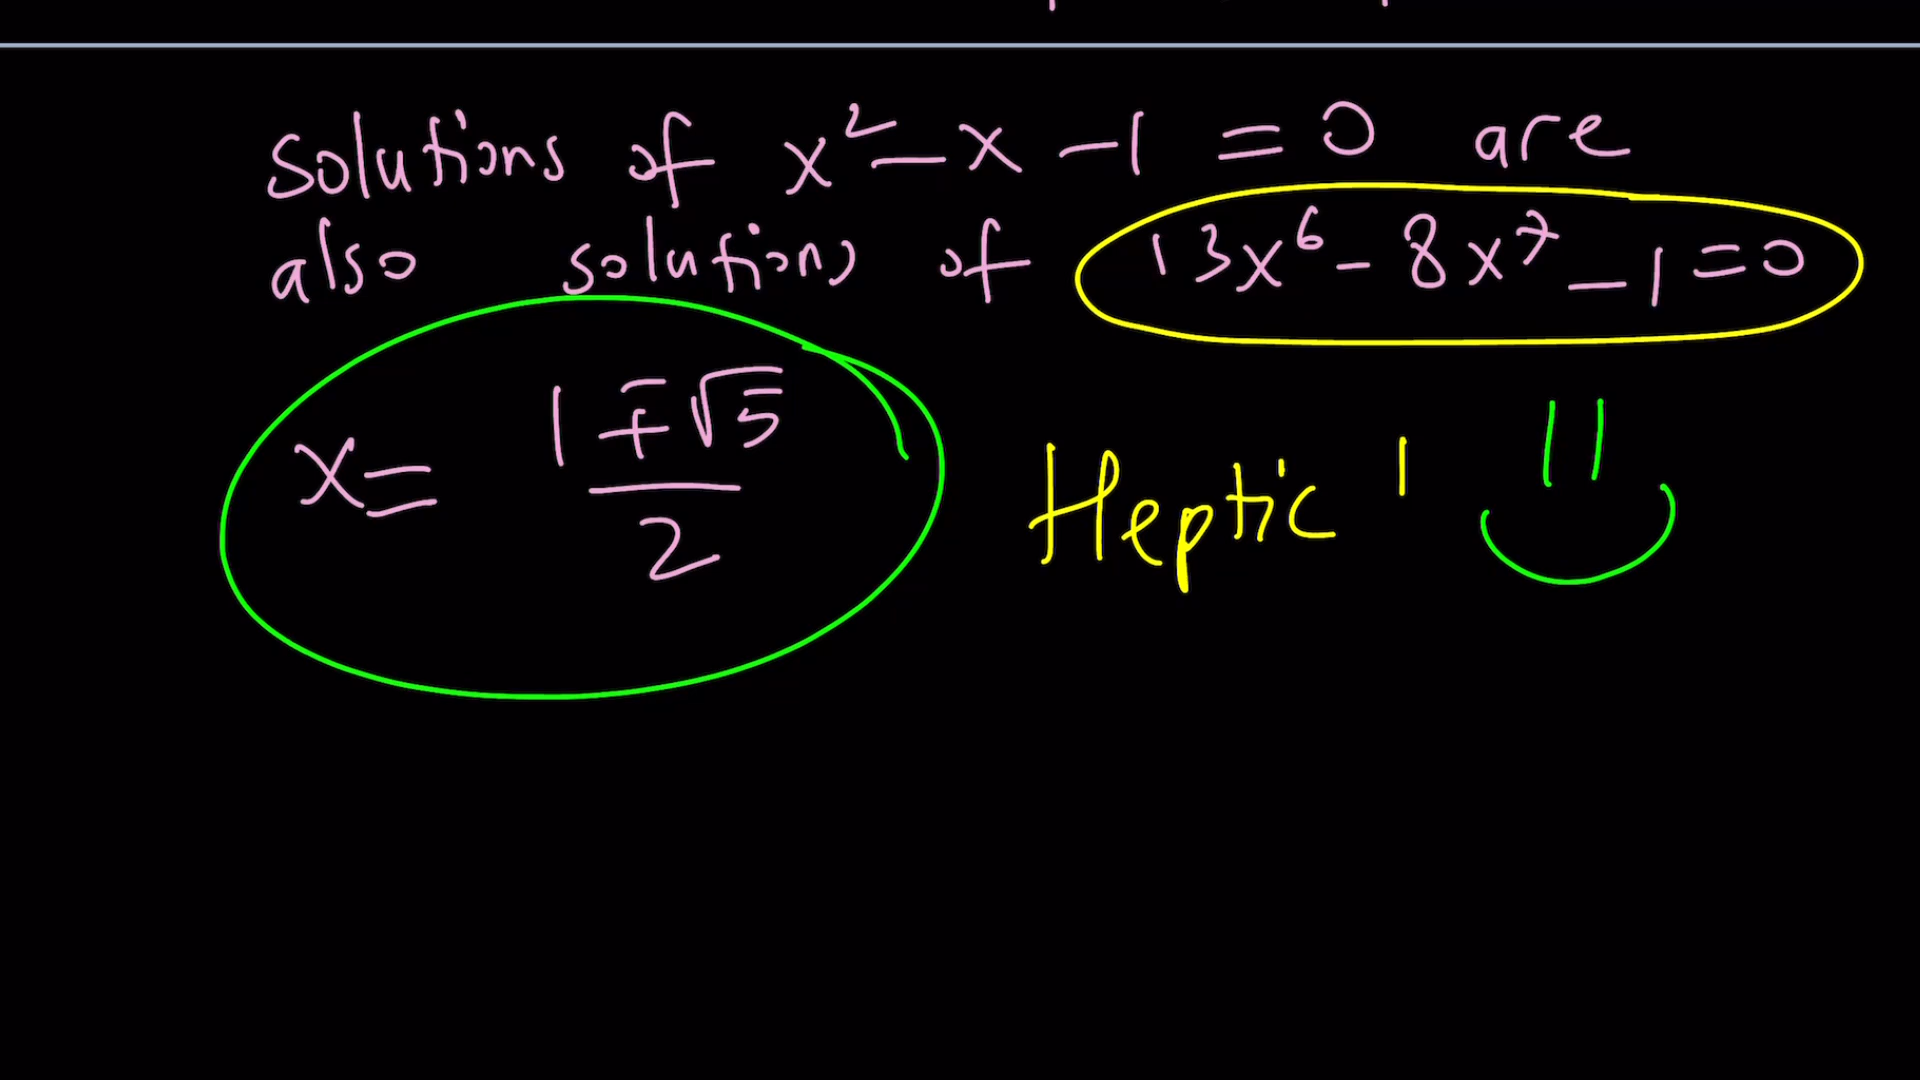 solutions of x² - x - 1 = 0 are
also solutions of 13x⁶ - 8x⁷ - 1 = 0
x = (1 ∓ √5)/2
Heptic '